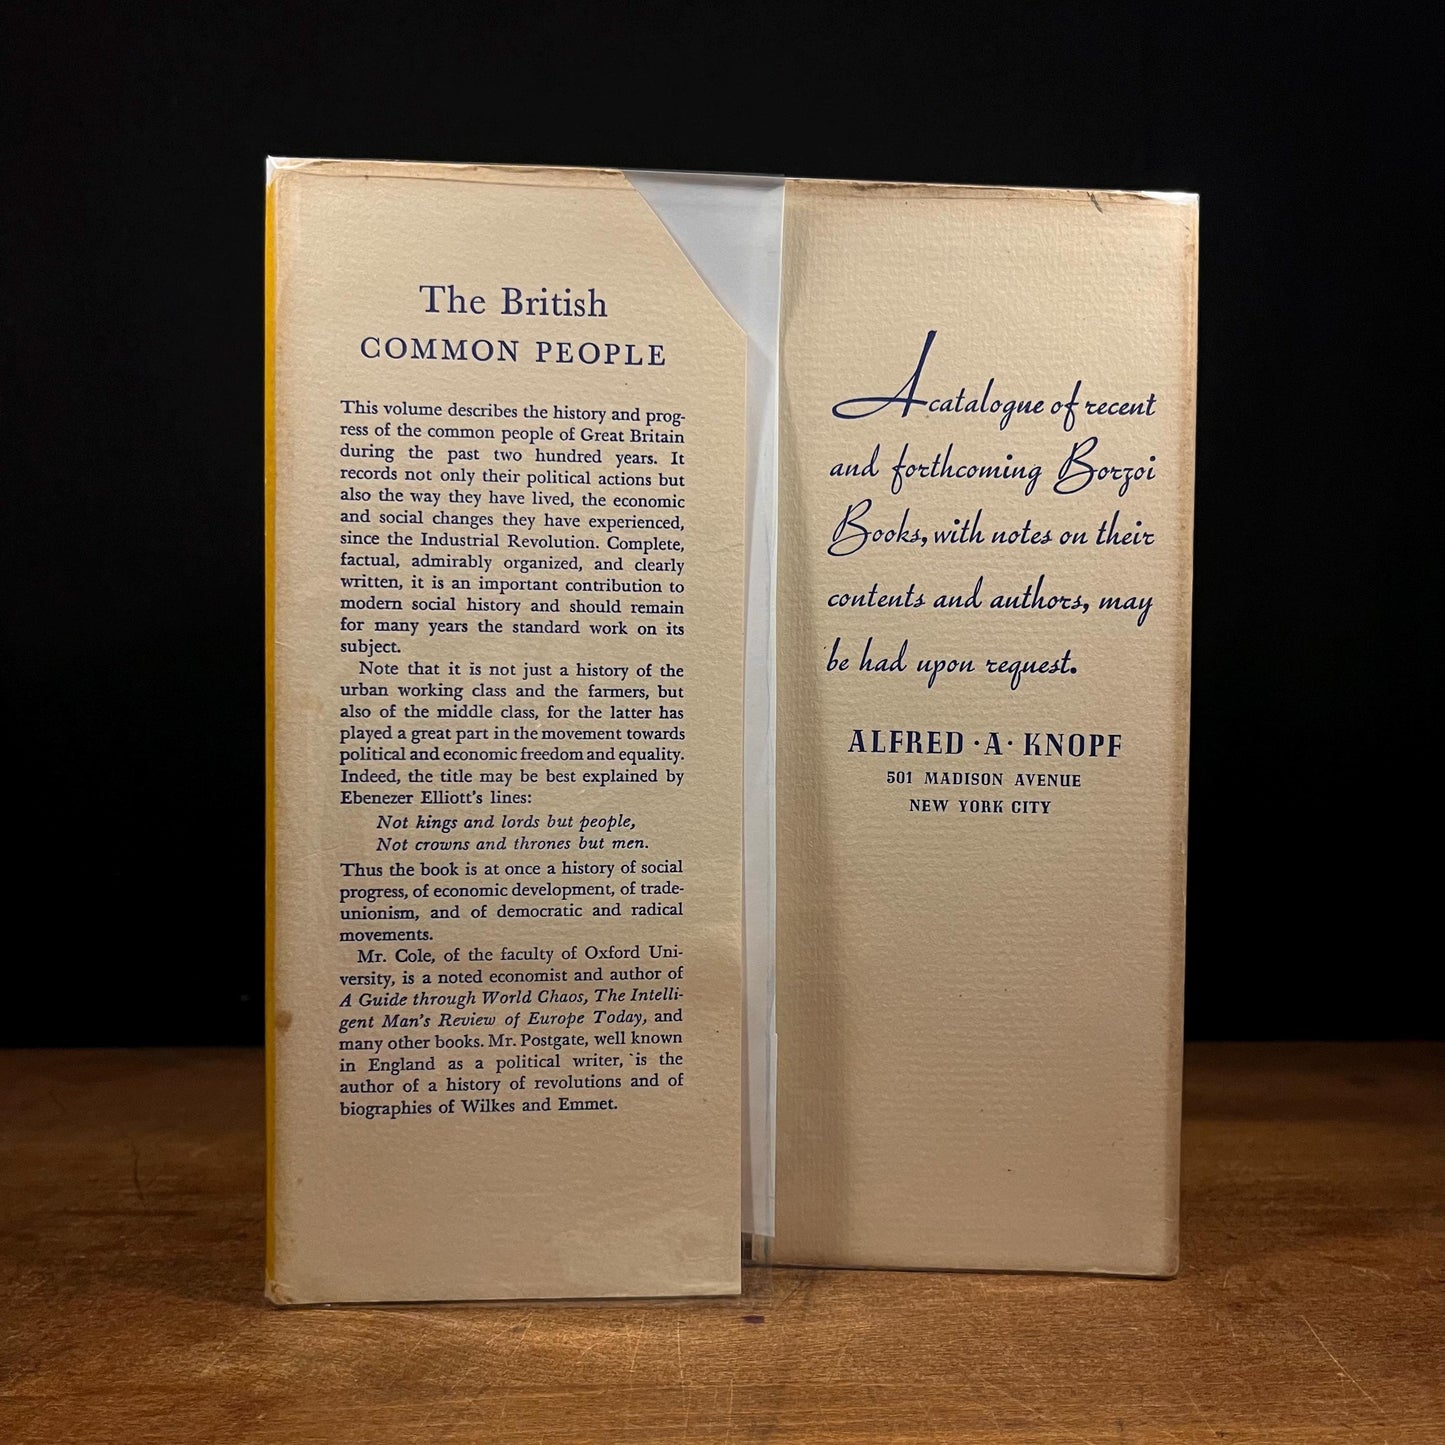 The British
COMMON PEOPLE
This volume describes the history and prog-
ress of the common people of Great Britain
during the past two hundred years. It
records not only their political actions but
also the way they have lived, the economic
and social changes they have experienced,
since the Industrial Revolution. Complete,
factual, admirably organized, and clearly
written, it is an important contribution to
modern social history and should remain
for many years the standard work on its
subject.
Note that it is not just a history of the
urban working class and the farmers, but
also of the middle class, for the latter has
played a great part in the movement towards
political and economic freedom and equality.
Indeed, the title may be best explained by
Ebenezer Elliott's lines:
Not kings and lords but people,
Not crowns and thrones but men.
Thus the book is at once a history of social
progress, of economic development, of trade-
unionism, and of democratic and radical
movements.
Mr. Cole, of the faculty of Oxford Uni-
versity, is a noted economist and author of
A Guide through World Chaos, The Intelli-
gent Man's Review of Europe Today, and
many other books. Mr. Postgate, well known
in England as a political writer, is the
author of a history of revolutions and of
biographies of Wilkes and Emmet.
A catalogue of recent
and forthcoming Borzoi
Books, with notes on their
contents and authors, may
be had upon request.
ALFRED · A · KNOPF
501 MADISON AVENUE
NEW YORK CITY